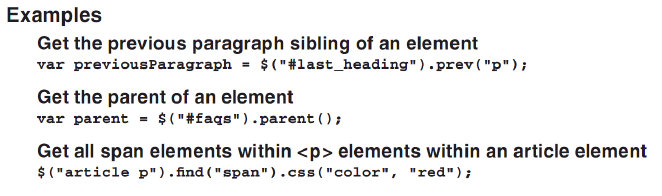 Examples
Get the previous paragraph sibling of an element
var previousParagraph = $("#last_heading").prev("p");
Get the parent of an element
var parent = $("#faqs").parent();
Get all span elements within <p> elements within an article element
$("article p").find("span").css("color", "red");